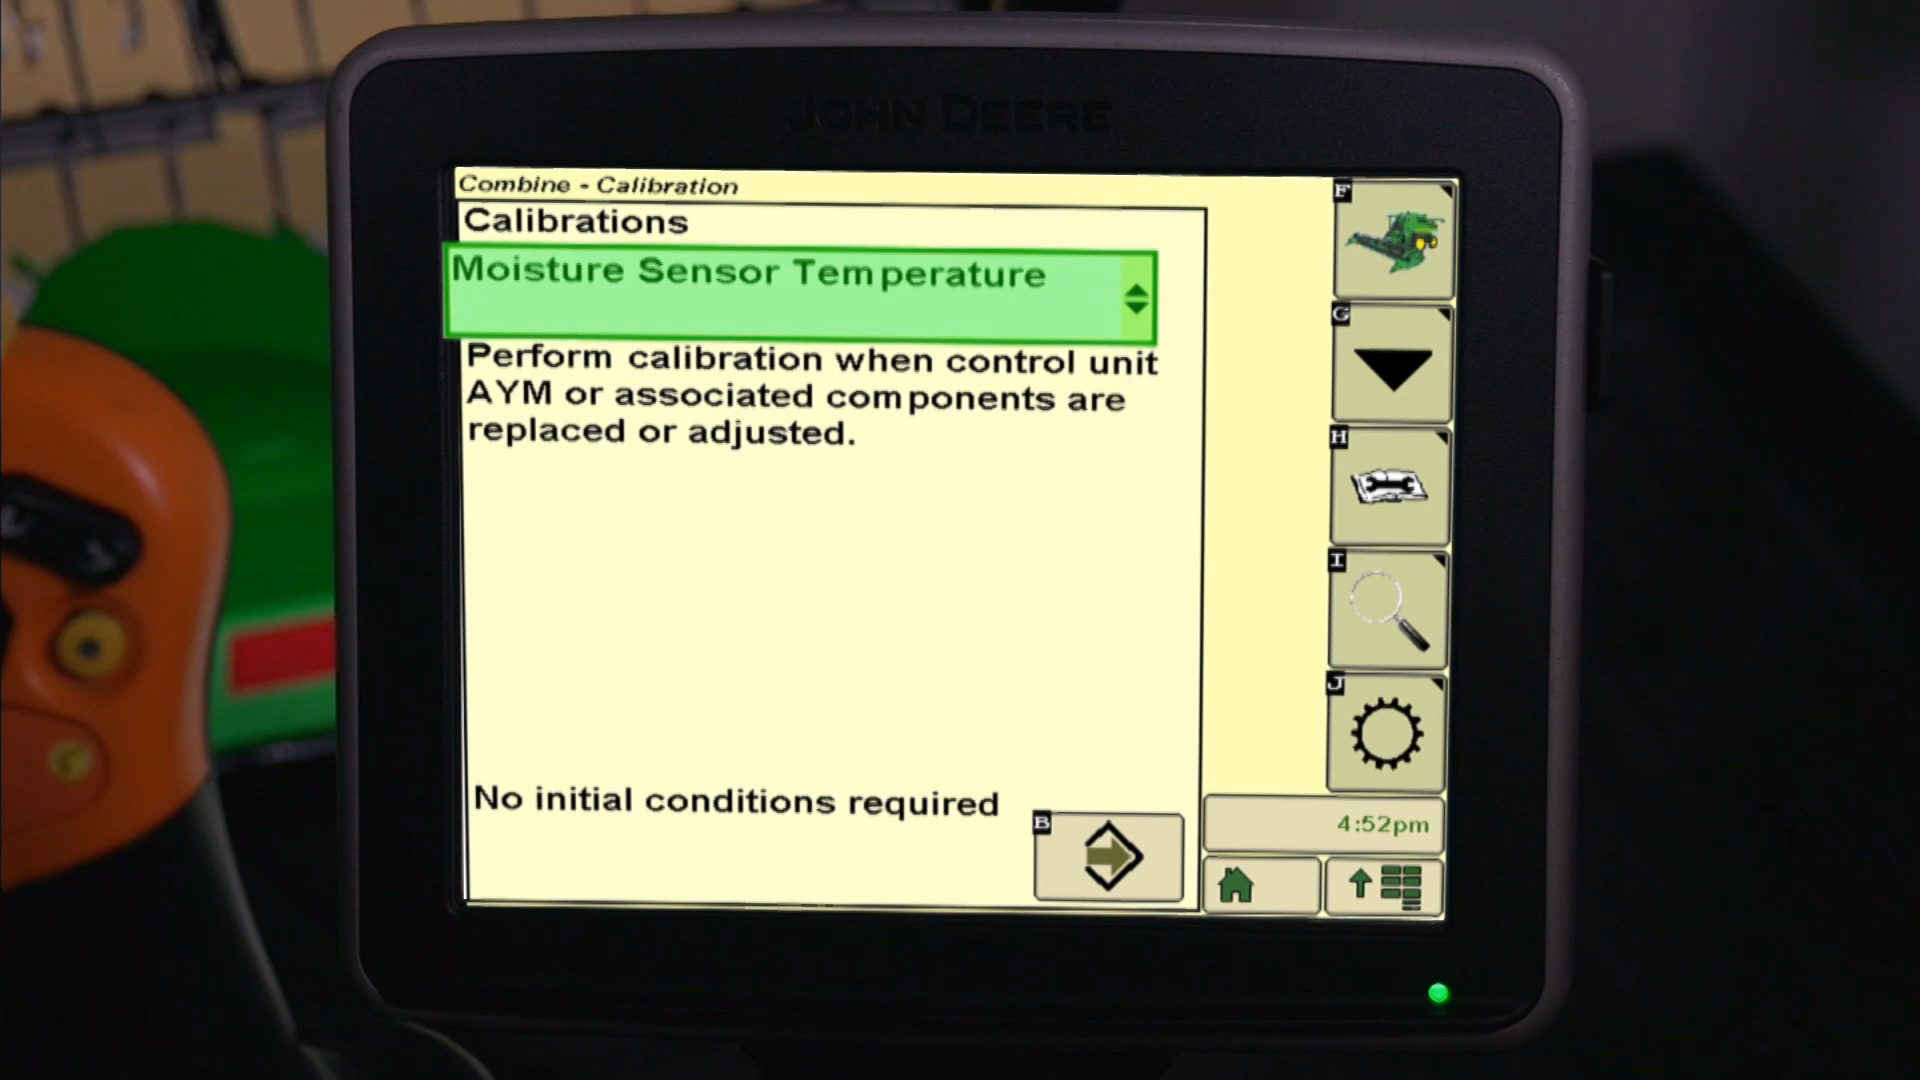 JOHN DEERE
Combine - Calibration
Calibrations
Moisture Sensor Temperature
Perform calibration when control unit
AYM or associated components are
replaced or adjusted.
No initial conditions required
B
F
G
H
I
J
4:52pm